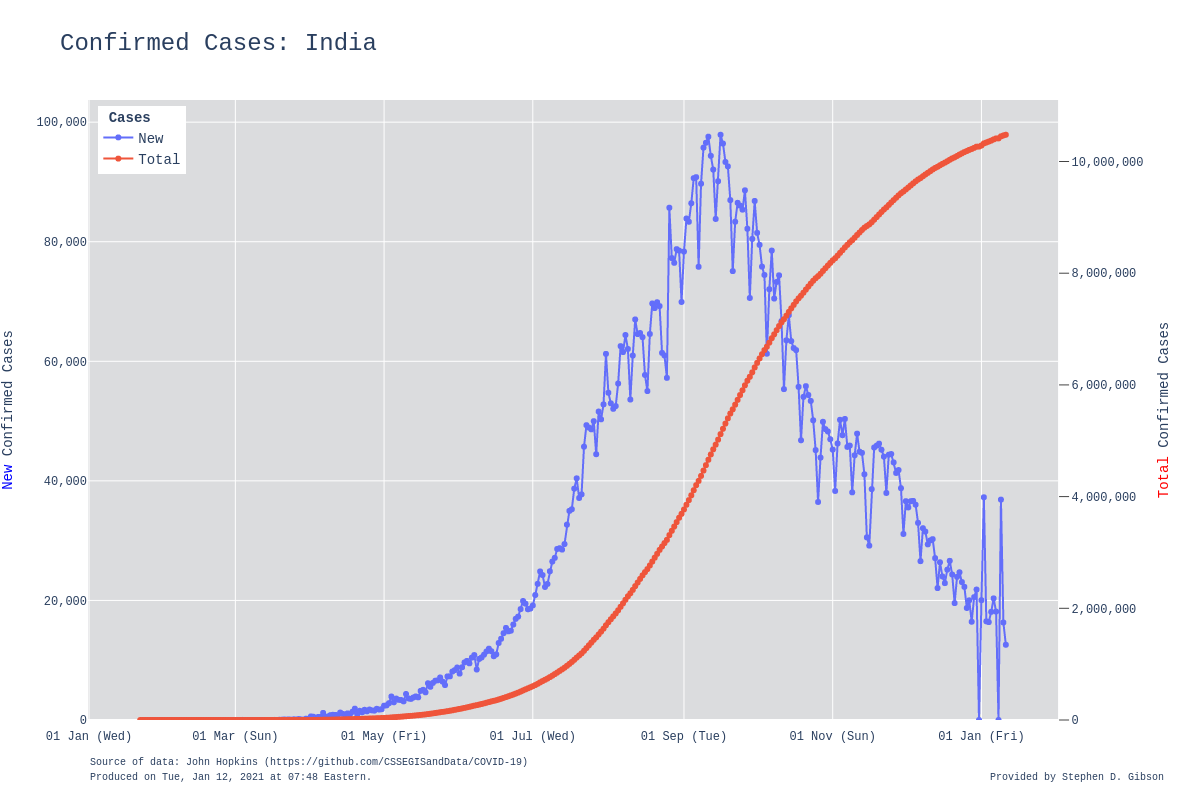 Confirmed Cases: India
Cases
New
Total
100,000
80,000
60,000
40,000
20,000
0
New Confirmed Cases
10,000,000
8,000,000
6,000,000
4,000,000
2,000,000
0
Total Confirmed Cases
01 Jan (Wed)
01 Mar (Sun)
01 May (Fri)
01 Jul (Wed)
01 Sep (Tue)
01 Nov (Sun)
01 Jan (Fri)
Source of data: John Hopkins (https://github.com/CSSEGISandData/COVID-19)
Produced on Tue, Jan 12, 2021 at 07:48 Eastern.
Provided by Stephen D. Gibson